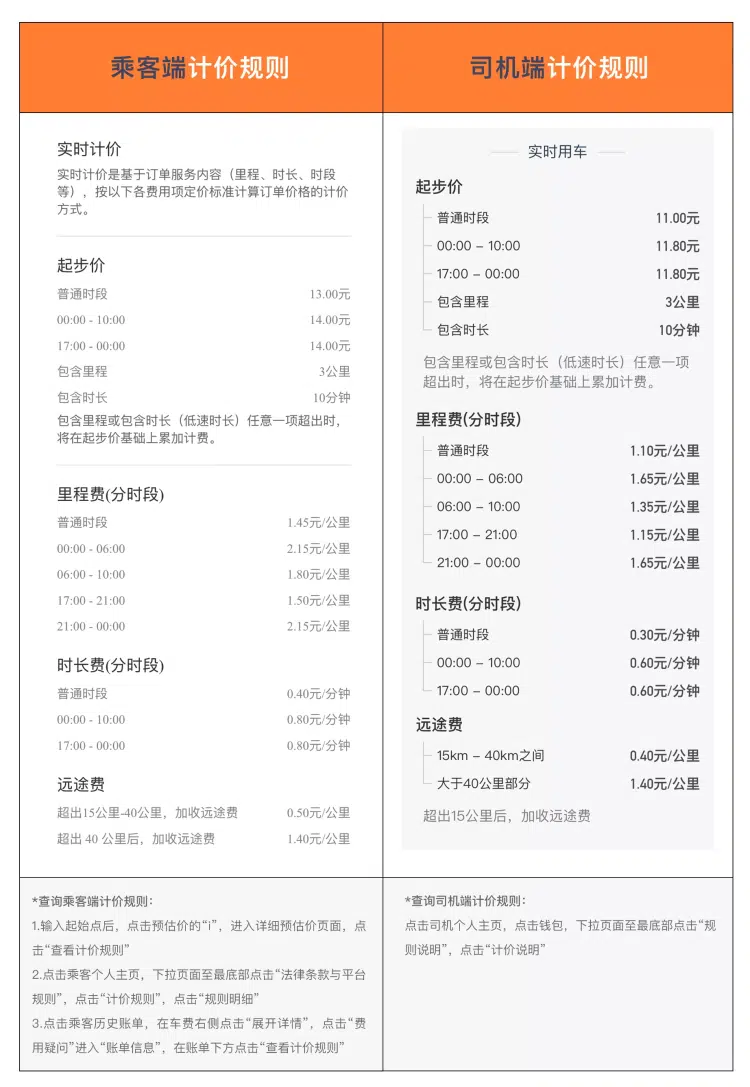 乘客端计价规则
实时计价
实时计价是基于订单服务内容（里程、时长、时段
等），按以下各费用项定价标准计算订单价格的计价
方式。
起步价
普通时段 13.00元
00:00 - 10:00 14.00元
17:00 - 00:00 14.00元
包含里程 3公里
包含时长 10分钟
包含里程或包含时长（低速时长）任意一项超出时，
将在起步价基础上累加计费。
里程费(分时段)
普通时段 1.45元/公里
00:00 - 06:00 2.15元/公里
06:00 - 10:00 1.80元/公里
17:00 - 21:00 1.50元/公里
21:00 - 00:00 2.15元/公里
时长费(分时段)
普通时段 0.40元/分钟
00:00 - 10:00 0.80元/分钟
17:00 - 00:00 0.80元/分钟
远途费
超出15公里-40公里，加收远途费 0.50元/公里
超出 40 公里后，加收远途费 1.40元/公里
*查询乘客端计价规则：
1.输入起始点后，点击预估价的“i”，进入详细预估价页面，点
击“查看计价规则”
2.点击乘客个人主页，下拉页面至最底部点击“法律条款与平台
规则”，点击“计价规则”，点击“规则明细”
3.点击乘客历史账单，在车费右侧点击“展开详情”，点击“费
用疑问”进入“账单信息”，在账单下方点击“查看计价规则”
司机端计价规则
实时用车
起步价
普通时段 11.00元
00:00 – 10:00 11.80元
17:00 – 00:00 11.80元
包含里程 3公里
包含时长 10分钟
包含里程或包含时长（低速时长）任意一项
超出时，将在起步价基础上累加计费。
里程费(分时段)
普通时段 1.10元/公里
00:00 – 06:00 1.65元/公里
06:00 – 10:00 1.35元/公里
17:00 – 21:00 1.15元/公里
21:00 – 00:00 1.65元/公里
时长费(分时段)
普通时段 0.30元/分钟
00:00 – 10:00 0.60元/分钟
17:00 – 00:00 0.60元/分钟
远途费
15km – 40km之间 0.40元/公里
大于40公里部分 1.40元/公里
超出15公里后，加收远途费
*查询司机端计价规则：
点击司机个人主页，点击钱包，下拉页面至最底部点击“规
则说明”，点击“计价说明”